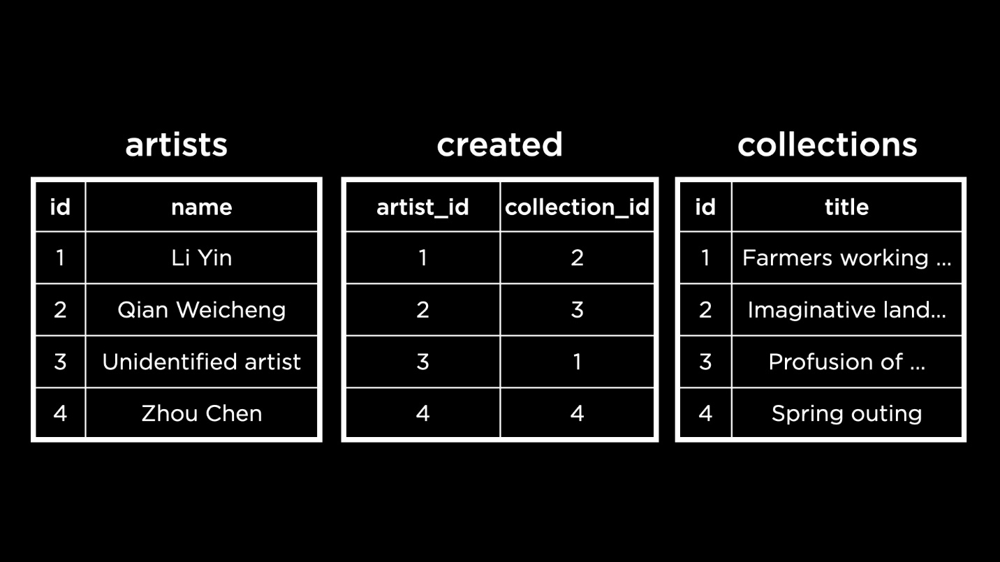 artists
id name
1 Li Yin
2 Qian Weicheng
3 Unidentified artist
4 Zhou Chen
created
artist_id collection_id
1 2
2 3
3 1
4 4
collections
id title
1 Farmers working ...
2 Imaginative land...
3 Profusion of ...
4 Spring outing